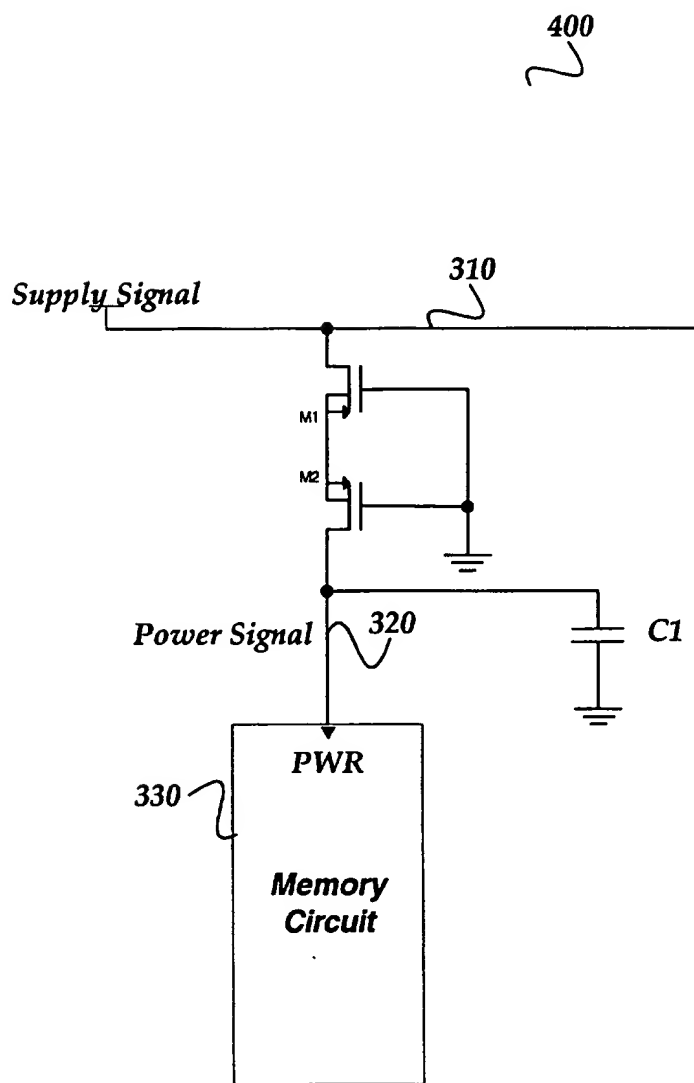 400
310
Supply Signal
M1
M2
Power Signal
320
C1
PWR
330
Memory
Circuit